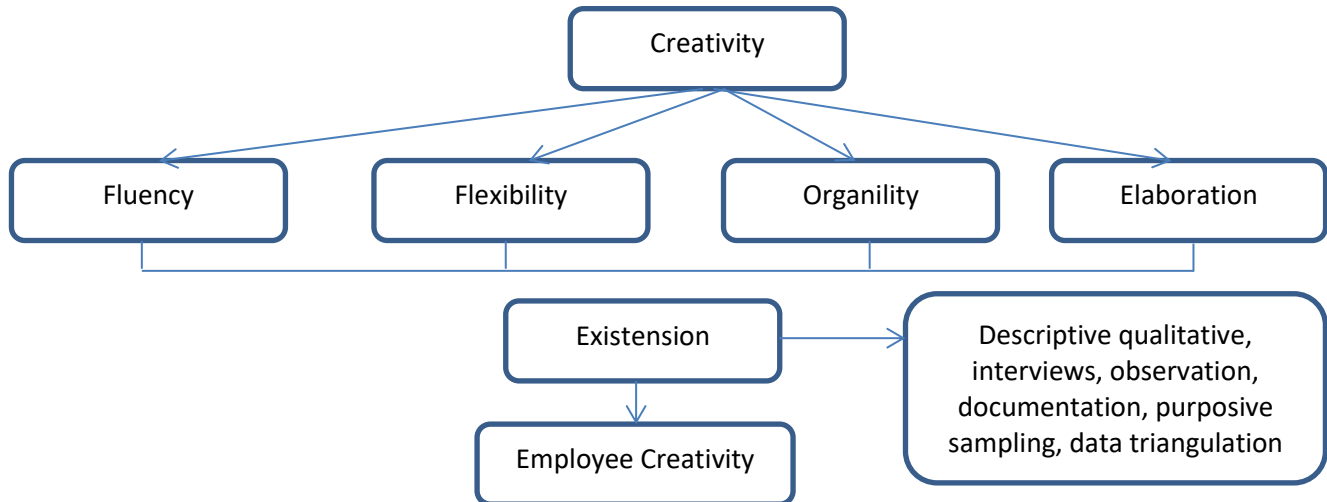 Creativity
Fluency
Flexibility
Organility
Elaboration
Existension
Descriptive qualitative,
interviews, observation,
documentation, purposive
sampling, data triangulation
Employee Creativity